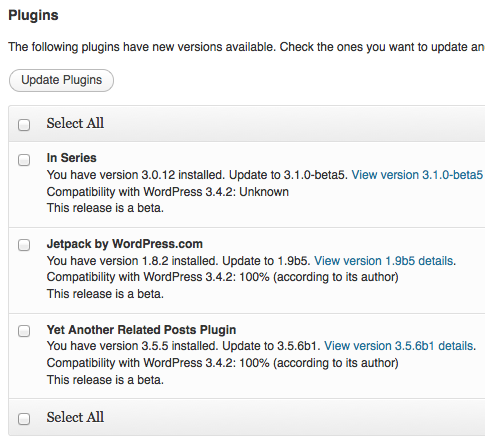 Plugins
The following plugins have new versions available. Check the ones you want to update an
Update Plugins
Select All
In Series
You have version 3.0.12 installed. Update to 3.1.0-beta5. View version 3.1.0-beta5
Compatibility with WordPress 3.4.2: Unknown
This release is a beta.
Jetpack by WordPress.com
You have version 1.8.2 installed. Update to 1.9b5. View version 1.9b5 details.
Compatibility with WordPress 3.4.2: 100% (according to its author)
This release is a beta.
Yet Another Related Posts Plugin
You have version 3.5.5 installed. Update to 3.5.6b1. View version 3.5.6b1 details.
Compatibility with WordPress 3.4.2: 100% (according to its author)
This release is a beta.
Select All